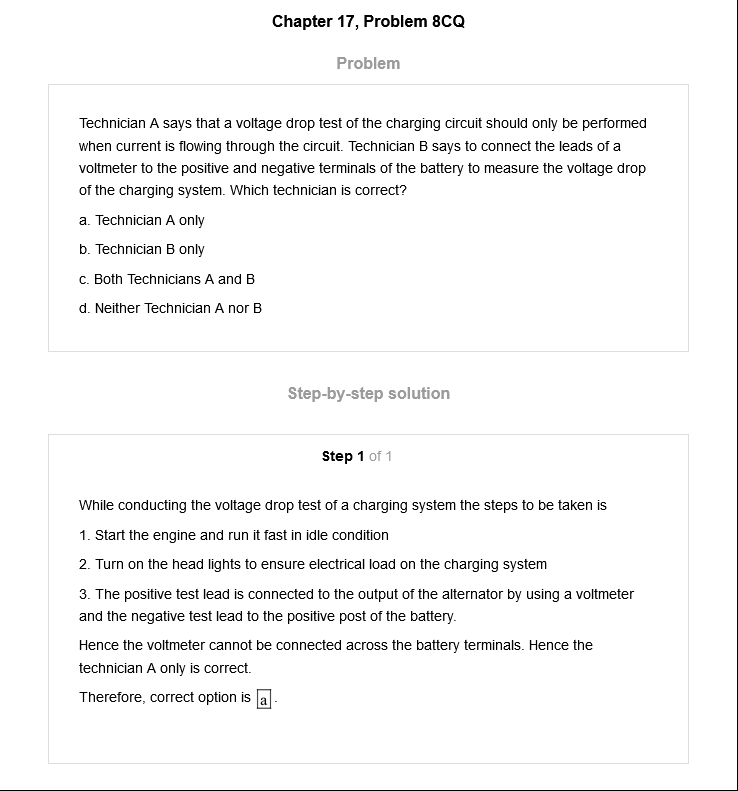 Chapter 17, Problem 8CQ
Problem
Technician A says that a voltage drop test of the charging circuit should only be performed
when current is flowing through the circuit. Technician B says to connect the leads of a
voltmeter to the positive and negative terminals of the battery to measure the voltage drop
of the charging system. Which technician is correct?
a. Technician A only
b. Technician B only
c. Both Technicians A and B
d. Neither Technician A nor B
Step-by-step solution
Step 1 of 1
While conducting the voltage drop test of a charging system the steps to be taken is
1. Start the engine and run it fast in idle condition
2. Turn on the head lights to ensure electrical load on the charging system
3. The positive test lead is connected to the output of the alternator by using a voltmeter
and the negative test lead to the positive post of the battery.
Hence the voltmeter cannot be connected across the battery terminals. Hence the
technician A only is correct.
Therefore, correct option is a.